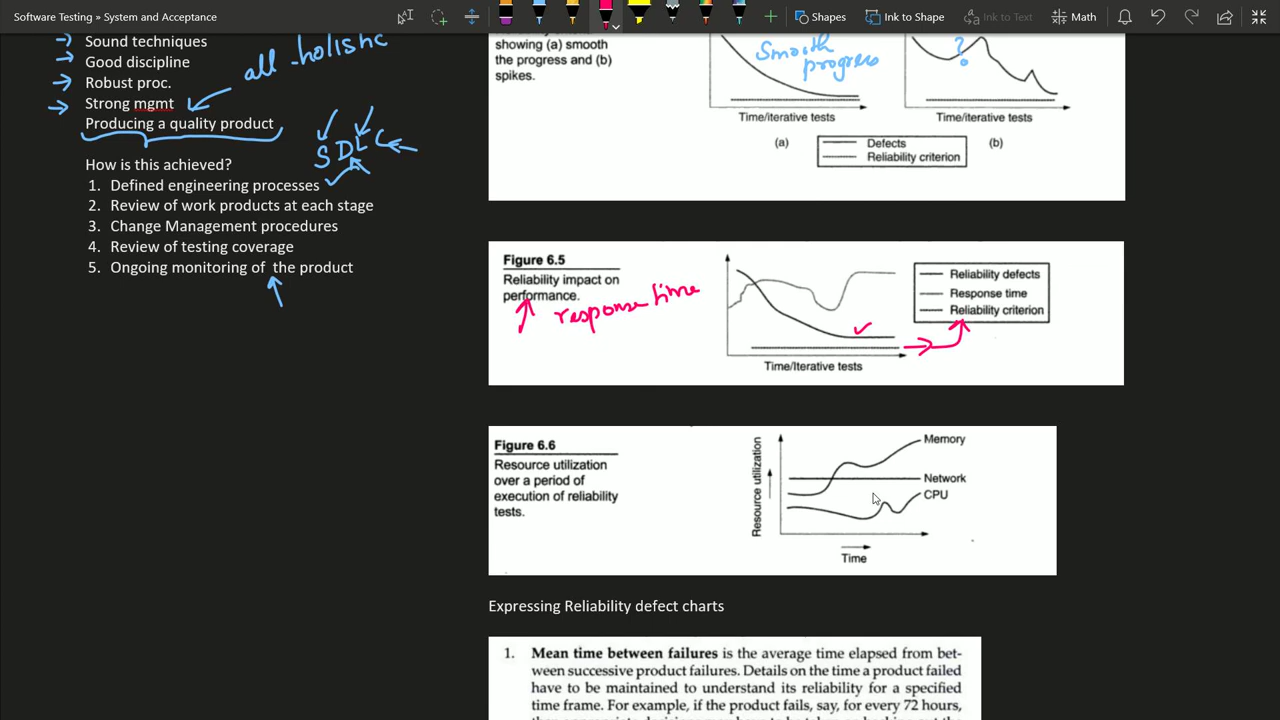 Software Testing » System and Acceptance
Shapes
Ink to Shape
Ink to Text
Math
Sound techniques
Good discipline
Robust proc.
Strong mgmt
Producing a quality product
all holistic
SDLC
How is this achieved?
1. Defined engineering processes
2. Review of work products at each stage
3. Change Management procedures
4. Review of testing coverage
5. Ongoing monitoring of the product
showing (a) smooth
the progress and (b)
spikes.
Smooth
progress
?
Time/iterative tests
Time/iterative tests
(a)
Defects
Reliability criterion
(b)
Figure 6.5
Reliability impact on
performance.
response time
Reliability defects
Response time
Reliability criterion
Time/Iterative tests
Figure 6.6
Resource utilization
over a period of
execution of reliability
tests.
Resource utilization
Memory
Network
CPU
Time
Expressing Reliability defect charts
1. Mean time between failures is the average time elapsed from bet-
ween successive product failures. Details on the time a product failed
have to be maintained to understand its reliability for a specified
time frame. For example, if the product fails, say, for every 72 hours,